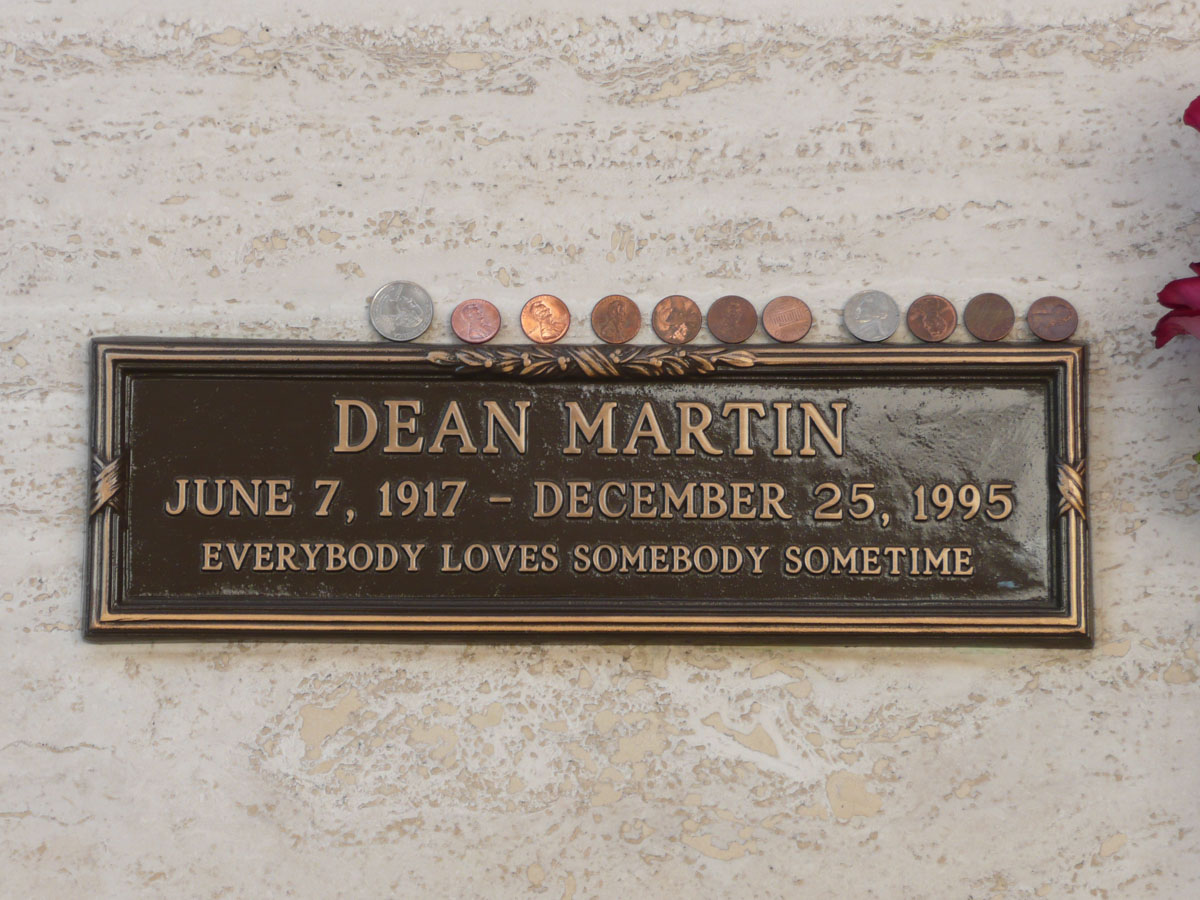 DEAN MARTIN
JUNE 7, 1917 – DECEMBER 25, 1995
EVERYBODY LOVES SOMEBODY SOMETIME